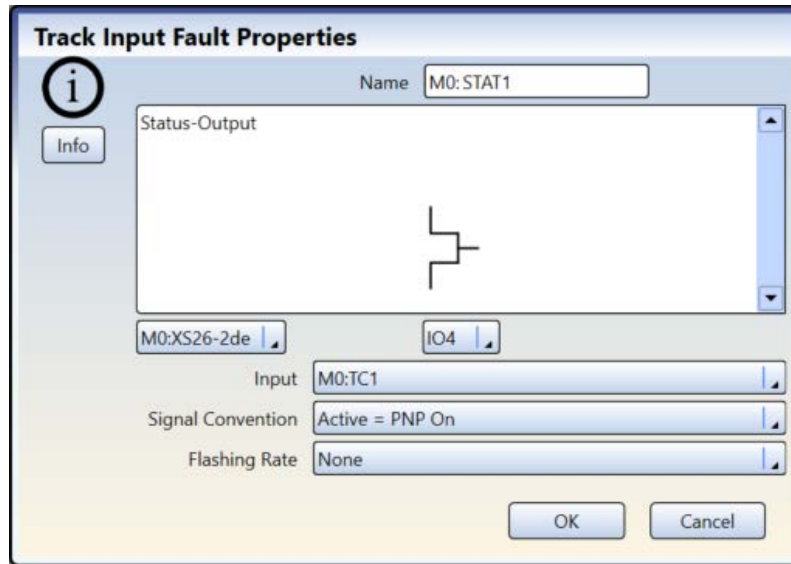 Track Input Fault Properties
i
Name M0:STAT1
Info
Status-Output
M0:XS26-2de IO4
Input M0:TC1
Signal Convention Active = PNP On
Flashing Rate None
OK Cancel